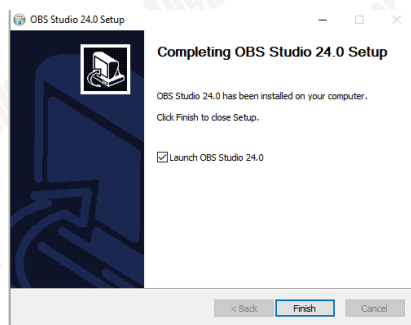 OBS Studio 24.0 Setup
Completing OBS Studio 24.0 Setup
OBS Studio 24.0 has been installed on your computer.
Click Finish to close Setup.
Launch OBS Studio 24.0
< Back Finish Cancel